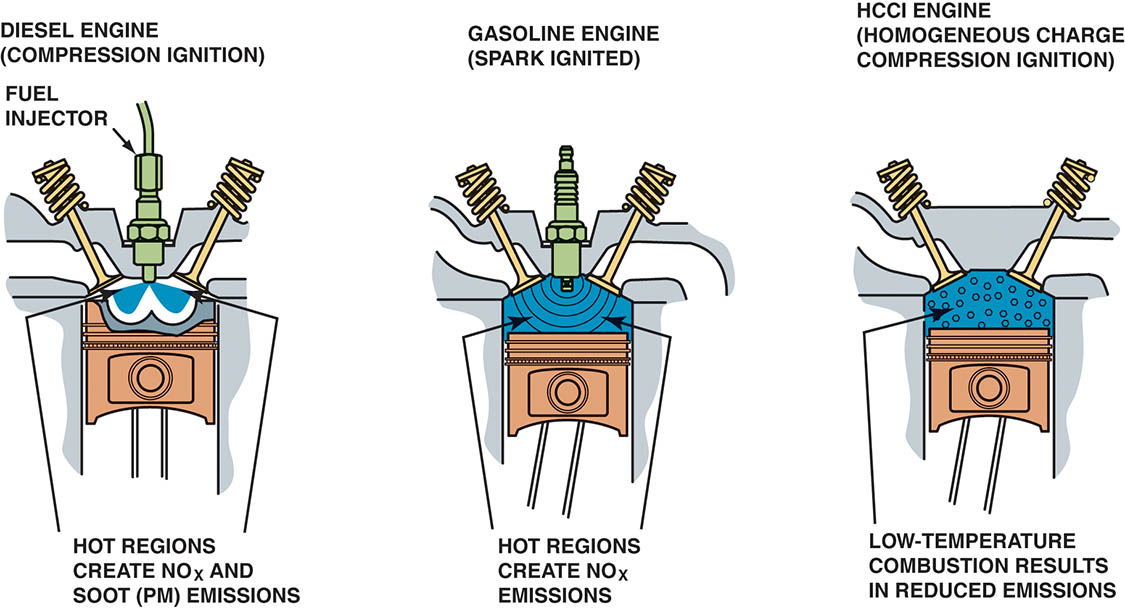 DIESEL ENGINE
(COMPRESSION IGNITION)
FUEL
INJECTOR
HOT REGIONS
CREATE NOX AND
SOOT (PM) EMISSIONS
GASOLINE ENGINE
(SPARK IGNITED)
HOT REGIONS
CREATE NOX
EMISSIONS
HCCI ENGINE
(HOMOGENEOUS CHARGE
COMPRESSION IGNITION)
LOW-TEMPERATURE
COMBUSTION RESULTS
IN REDUCED EMISSIONS